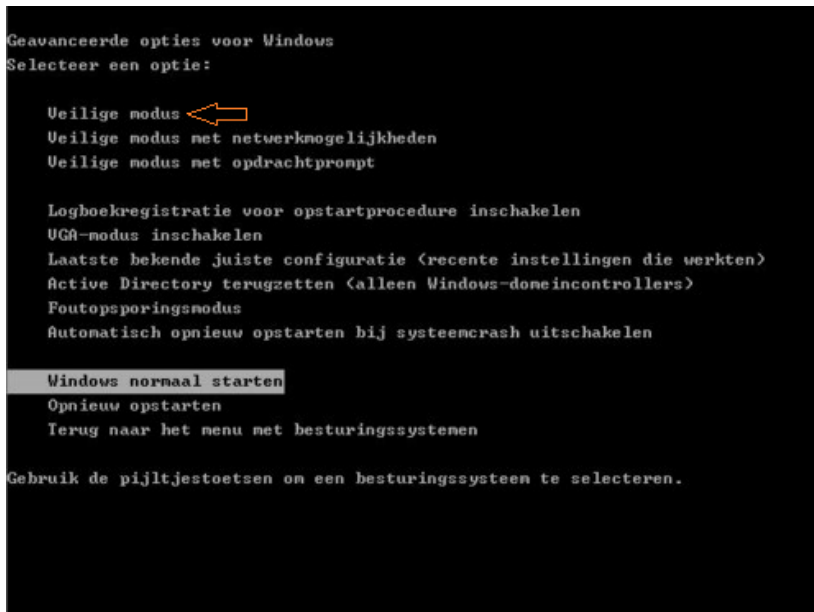 Geavanceerde opties voor Windows
Selecteer een optie:
Veilige modus
Veilige modus met netwerkmogelijkheden
Veilige modus met opdrachtprompt
Logboekregistratie voor opstartprocedure inschakelen
VGA-modus inschakelen
Laatste bekende juiste configuratie (recente instellingen die werkten)
Active Directory terugzetten (alleen Windows-domeincontrollers)
Foutopsporingsmodus
Automatisch opnieuw opstarten bij systeemcrash uitschakelen
Windows normaal starten
Opnieuw opstarten
Terug naar het menu met besturingssystemen
Gebruik de pijltjestoetsen om een besturingssysteem te selecteren.